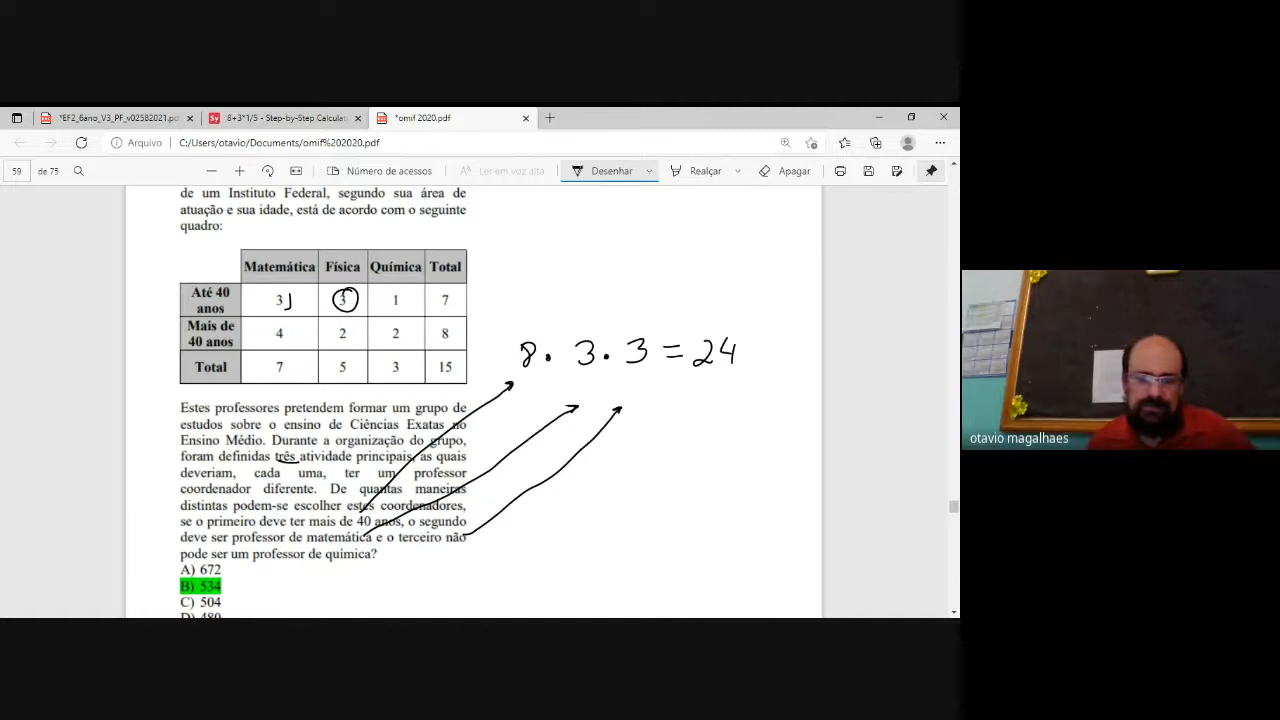 *EF2_6ano_V3_PF_v02582021.pd
8+3*1/5 - Step-by-Step Calculat
*omif 2020.pdf
Arquivo
C:/Users/otavio/Documents/omif%202020.pdf
59
de 75
Número de acessos
Ler em voz alta
Desenhar
Realçar
Apagar
de um Instituto Federal, segundo sua área de
atuação e sua idade, está de acordo com o seguinte
quadro:
Matemática Física Química Total
Até 40 anos 3 3 1 7
Mais de 40 anos 4 2 2 8
Total 7 5 3 15
8 . 3 . 3 = 24
Estes professores pretendem formar um grupo de
estudos sobre o ensino de Ciências Exatas no
Ensino Médio. Durante a organização do grupo,
foram definidas três atividade principais, as quais
deveriam, cada uma, ter um professor
coordenador diferente. De quantas maneiras
distintas podem-se escolher estes coordenadores,
se o primeiro deve ter mais de 40 anos, o segundo
deve ser professor de matemática e o terceiro não
pode ser um professor de química?
A) 672
B) 534
C) 504
D) 480
otavio magalhaes